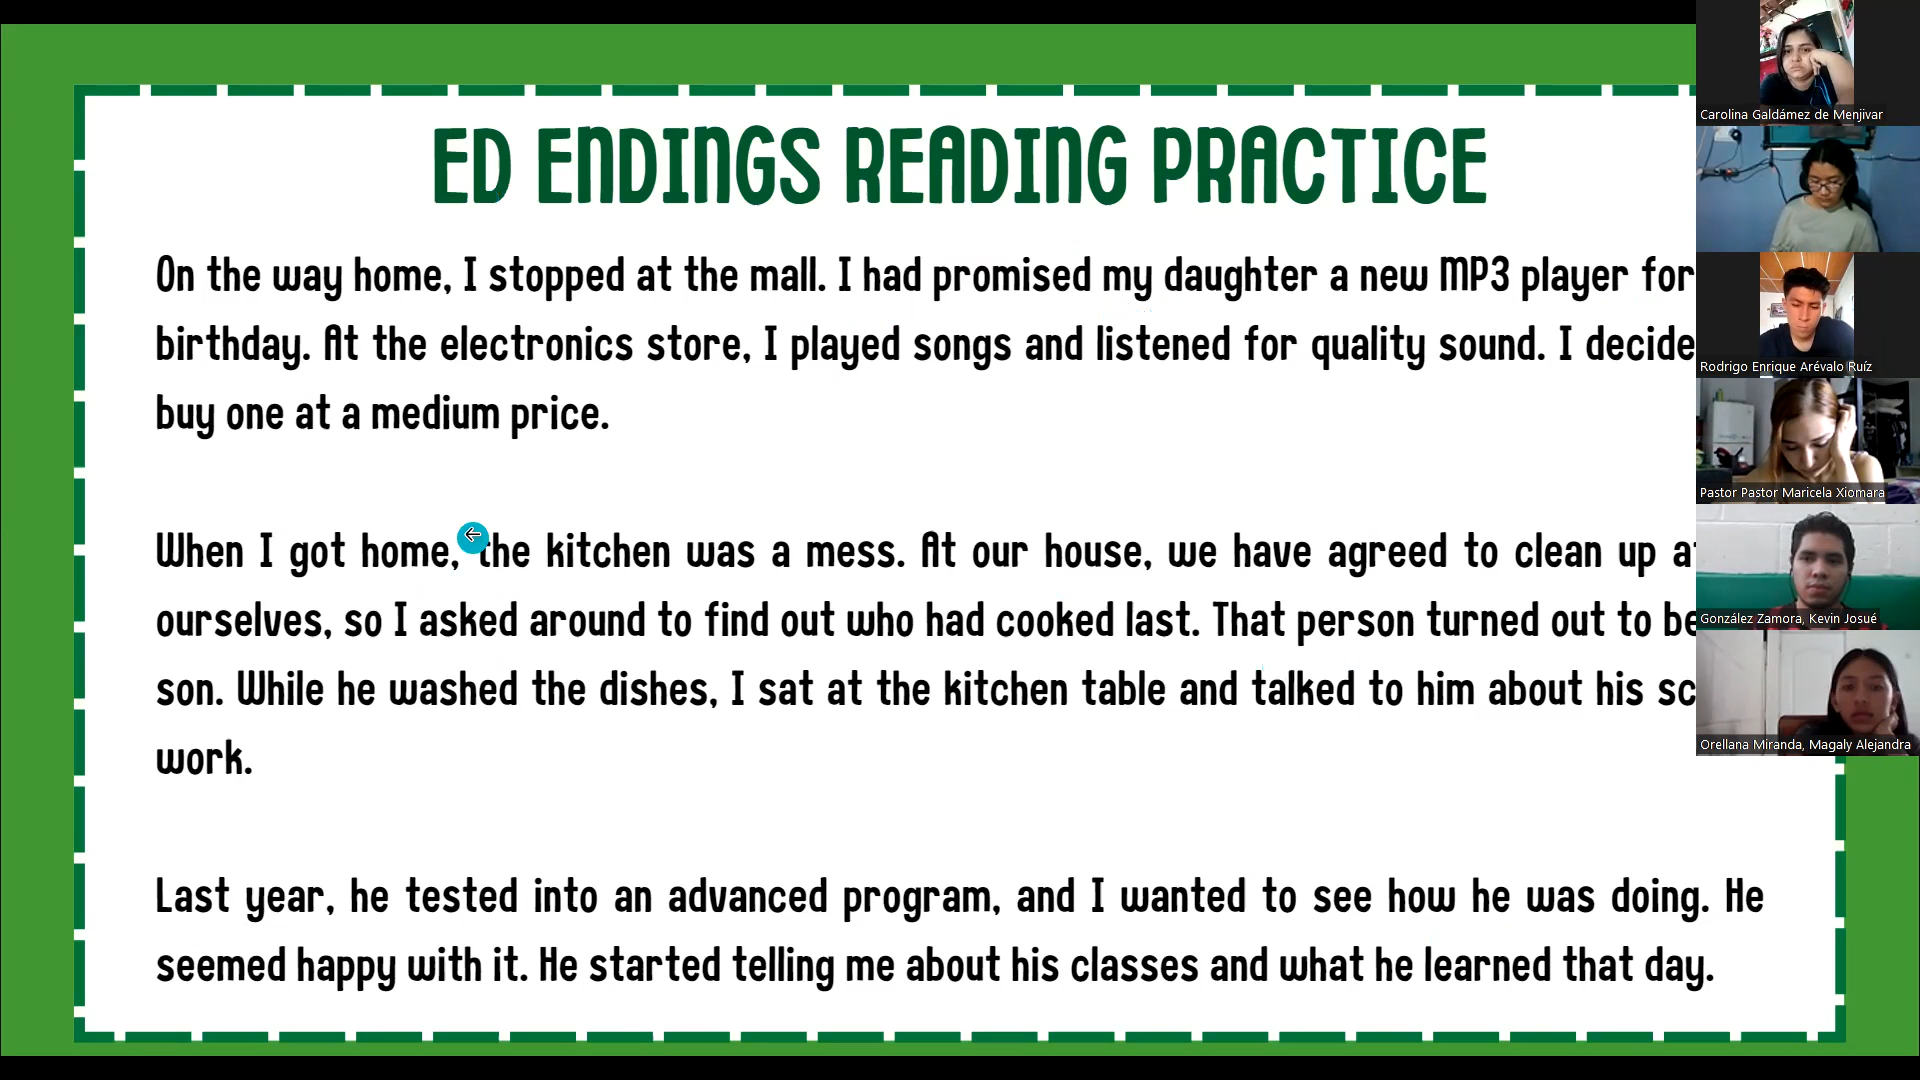 ED ENDINGS READING PRACTICE
On the way home, I stopped at the mall. I had promised my daughter a new MP3 player for
birthday. At the electronics store, I played songs and listened for quality sound. I decide
buy one at a medium price.
When I got home, the kitchen was a mess. At our house, we have agreed to clean up
ourselves, so I asked around to find out who had cooked last. That person turned out to be
son. While he washed the dishes, I sat at the kitchen table and talked to him about his sc
work.
Last year, he tested into an advanced program, and I wanted to see how he was doing. He
seemed happy with it. He started telling me about his classes and what he learned that day.
Carolina Galdámez de Menjivar
Rodrigo Enrique Arévalo Ruíz
Pastor Pastor Maricela Xiomara
González Zamora, Kevin Josué
Orellana Miranda, Magaly Alejandra